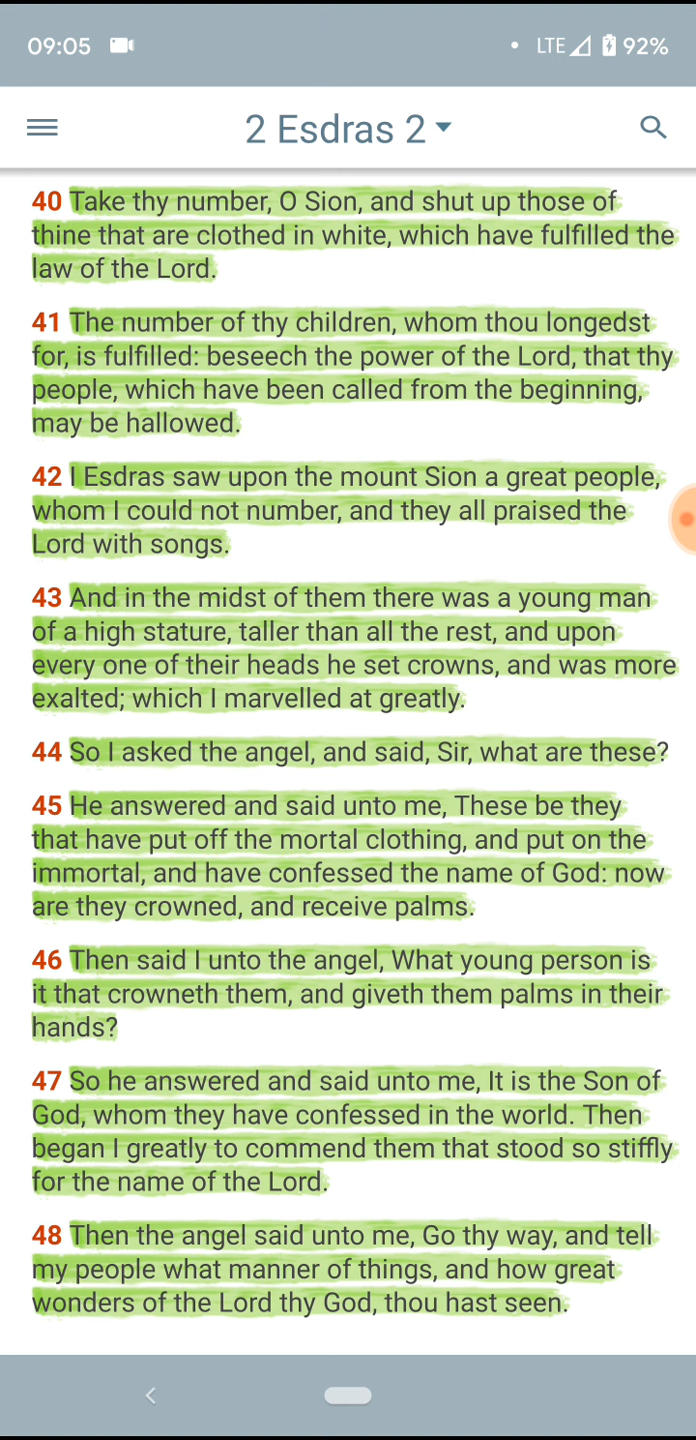 09:05
LTE 92%
2 Esdras 2
40 Take thy number, O Sion, and shut up those of
thine that are clothed in white, which have fulfilled the
law of the Lord.
41 The number of thy children, whom thou longedst
for, is fulfilled: beseech the power of the Lord, that thy
people, which have been called from the beginning,
may be hallowed.
42 I Esdras saw upon the mount Sion a great people,
whom I could not number, and they all praised the
Lord with songs.
43 And in the midst of them there was a young man
of a high stature, taller than all the rest, and upon
every one of their heads he set crowns, and was more
exalted; which I marvelled at greatly.
44 So I asked the angel, and said, Sir, what are these?
45 He answered and said unto me, These be they
that have put off the mortal clothing, and put on the
immortal, and have confessed the name of God: now
are they crowned, and receive palms.
46 Then said I unto the angel, What young person is
it that crowneth them, and giveth them palms in their
hands?
47 So he answered and said unto me, It is the Son of
God, whom they have confessed in the world. Then
began I greatly to commend them that stood so stiffly
for the name of the Lord.
48 Then the angel said unto me, Go thy way, and tell
my people what manner of things, and how great
wonders of the Lord thy God, thou hast seen.